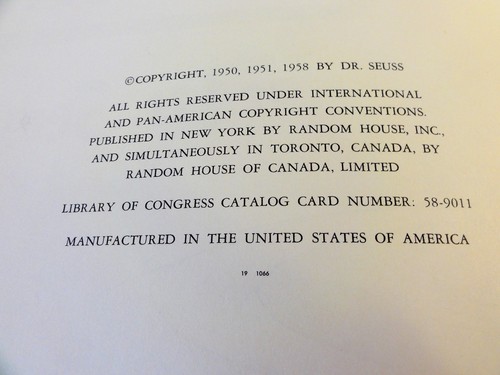 ©COPYRIGHT, 1950, 1951, 1958 BY DR. SEUSS
ALL RIGHTS RESERVED UNDER INTERNATIONAL
AND PAN-AMERICAN COPYRIGHT CONVENTIONS.
PUBLISHED IN NEW YORK BY RANDOM HOUSE, INC.,
AND SIMULTANEOUSLY IN TORONTO, CANADA, BY
RANDOM HOUSE OF CANADA, LIMITED
LIBRARY OF CONGRESS CATALOG CARD NUMBER: 58-9011
MANUFACTURED IN THE UNITED STATES OF AMERICA
19 1066